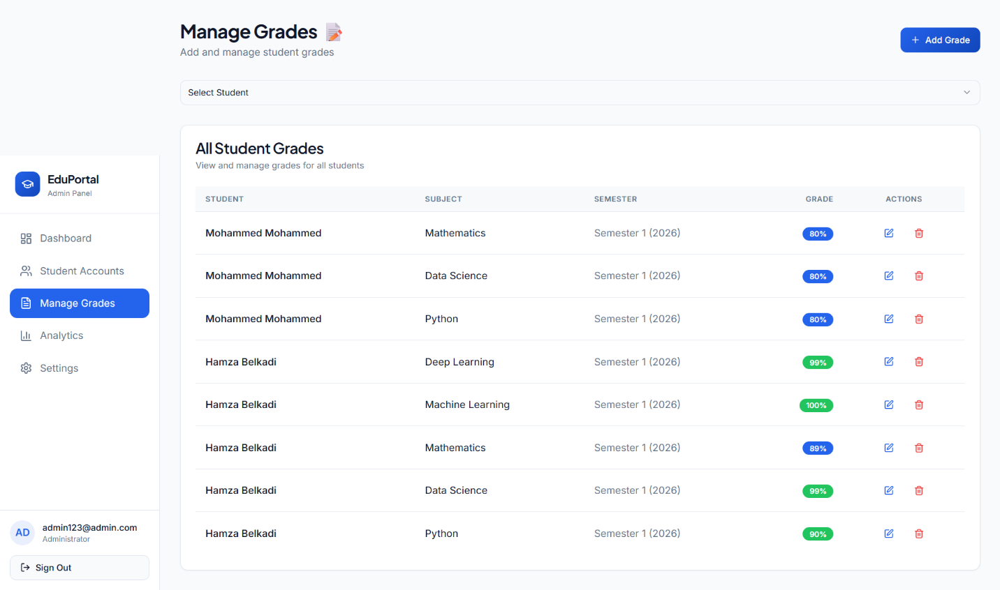 Manage Grades
Add and manage student grades
+ Add Grade
Select Student
EduPortal
Admin Panel
Dashboard
Student Accounts
Manage Grades
Analytics
Settings
AD
admin123@admin.com
Administrator
Sign Out
All Student Grades
View and manage grades for all students
STUDENT SUBJECT SEMESTER GRADE ACTIONS
Mohammed Mohammed Mathematics Semester 1 (2026) 80%
Mohammed Mohammed Data Science Semester 1 (2026) 80%
Mohammed Mohammed Python Semester 1 (2026) 80%
Hamza Belkadi Deep Learning Semester 1 (2026) 99%
Hamza Belkadi Machine Learning Semester 1 (2026) 100%
Hamza Belkadi Mathematics Semester 1 (2026) 89%
Hamza Belkadi Data Science Semester 1 (2026) 99%
Hamza Belkadi Python Semester 1 (2026) 90%